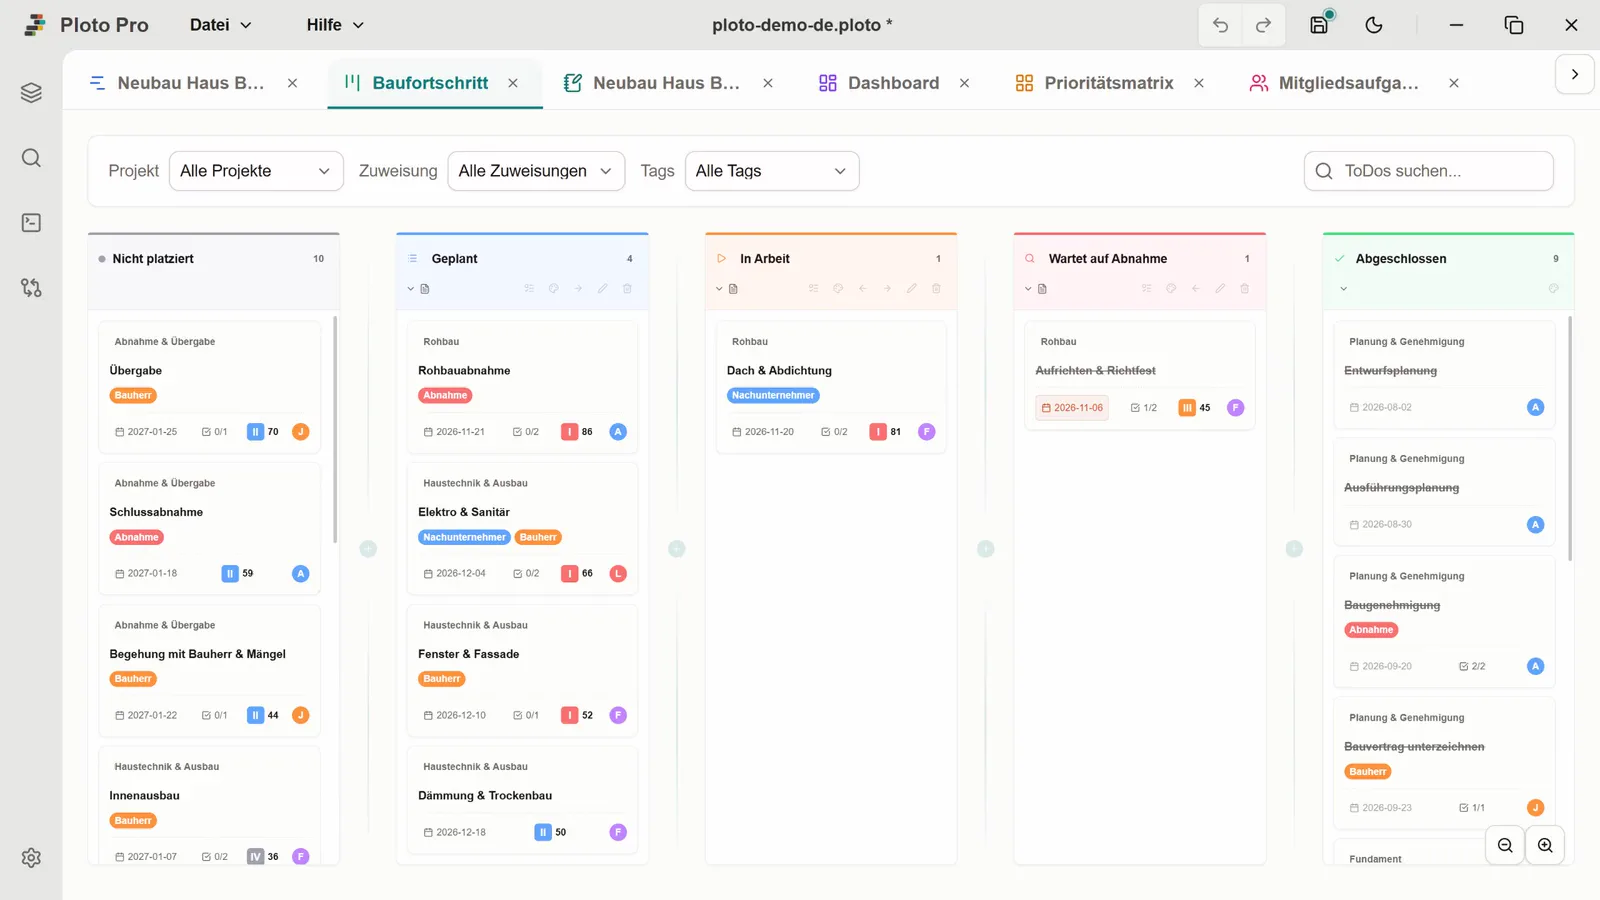 Ploto Pro
Datei
Hilfe
ploto-demo-de.ploto *
Neubau Haus B...
Baufortschritt
Neubau Haus B...
Dashboard
Prioritätsmatrix
Mitgliedsaufga...
Projekt
Alle Projekte
Zuweisung
Alle Zuweisungen
Tags
Alle Tags
ToDos suchen...
Nicht platziert
10
Abnahme & Übergabe
Übergabe
Bauherr
2027-01-25 0/1 II 70 J
Abnahme & Übergabe
Schlussabnahme
Abnahme
2027-01-18 II 59 A
Abnahme & Übergabe
Begehung mit Bauherr & Mängel
Bauherr
2027-01-22 0/1 II 44 J
Haustechnik & Ausbau
Innenausbau
Bauherr
2027-01-07 0/2 IV 36 F
Geplant
4
Rohbau
Rohbauabnahme
Abnahme
2026-11-21 0/2 I 86 A
Haustechnik & Ausbau
Elektro & Sanitär
Nachunternehmer Bauherr
2026-12-04 0/2 I 66 L
Haustechnik & Ausbau
Fenster & Fassade
Bauherr
2026-12-10 0/1 I 52 F
Haustechnik & Ausbau
Dämmung & Trockenbau
2026-12-18 II 50 F
In Arbeit
1
Rohbau
Dach & Abdichtung
Nachunternehmer
2026-11-20 0/2 I 81 F
Wartet auf Abnahme
1
Rohbau
Aufrichten & Richtfest
2026-11-06 1/2 III 45 F
Abgeschlossen
9
Planung & Genehmigung
Entwurfsplanung
2026-08-02 A
Planung & Genehmigung
Ausführungsplanung
2026-08-30 A
Planung & Genehmigung
Baugenehmigung
Abnahme
2026-09-20 2/2 A
Planung & Genehmigung
Bauvertrag unterzeichnen
Bauherr
2026-09-23 1/1 J
Fundament